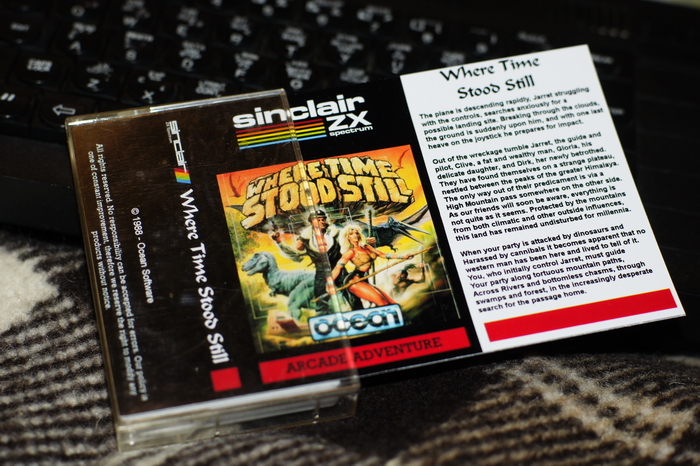 All rights reserved. No responsibility can be accepted for errors. Our policy is
one of constant improvement, therefore we reserve the right to modify any
products without notice.
© 1988 - Ocean Software
sinclair
Where Time Stood Still
sinclair
ZX
spectrum
WHERE TIME
STOOD STILL
ocean
ARCADE ADVENTURE
Where Time
Stood Still
The plane is descending rapidly, Jarret struggling
with the controls, searches anxiously for a
possible landing site. Breaking through the clouds,
the ground is suddenly upon him, and with one last
heave on the joystick he prepares for impact.
Out of the wreckage tumble Jarret, the guide and
pilot, Clive, a fat and wealthy man, Gloria, his
delicate daughter, and Dirk, her newly betrothed.
They have found themselves on a strange plateau,
nestled between the peaks of the greater Himalaya.
The only way out of their predicament is via a
High Mountain pass somewhere on the other side.
As our friends will soon be aware, everything is
not quite as it seems. Protected by the mountains
from both climatic and other outside influences,
this land has remained undisturbed for millennia.
When your party is attacked by dinosaurs and
harassed by cannibals it becomes apparent that no
western man has been here and lived to tell of it.
You, who initially control Jarret, must guide
Your party along tortuous mountain paths,
Across Rivers and bottomless chasms, through
swamps and forest, in the increasingly desperate
search for the passage home.